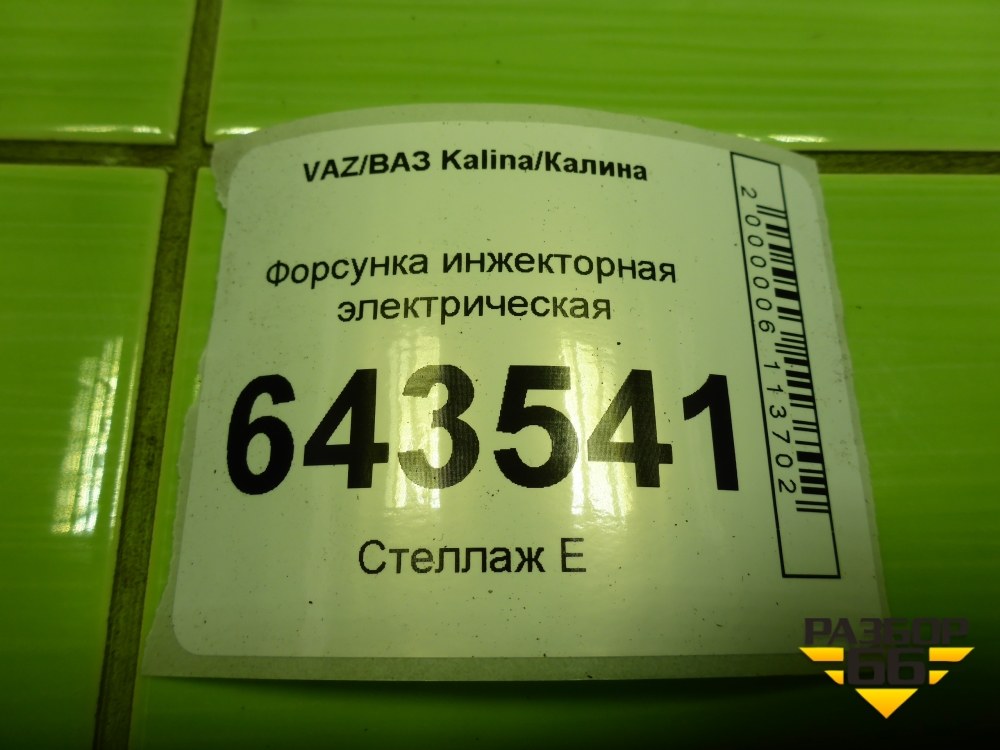 VAZ/ВАЗ Kalina/Калина
Форсунка инжекторная
электрическая
643541
Стеллаж Е
2000006113702
РАЗБОР
66